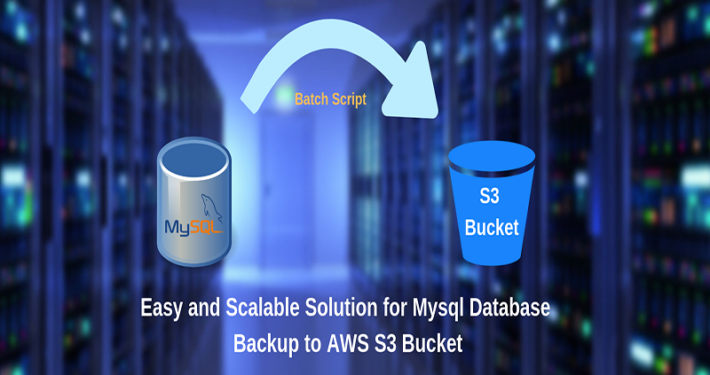 Batch Script
MySQL
S3
Bucket
Easy and Scalable Solution for Mysql Database
Backup to AWS S3 Bucket